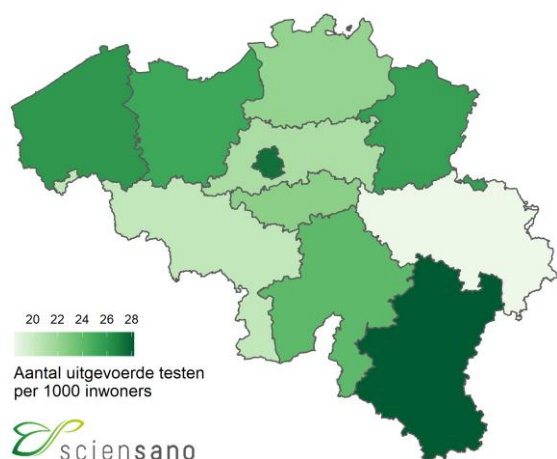 20 22 24 26 28
Aantal uitgevoerde testen
per 1000 inwoners
sciensano